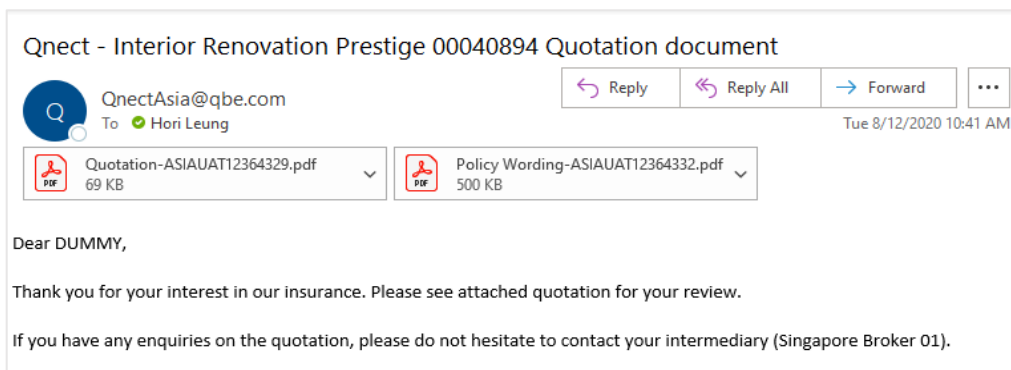 Qnect - Interior Renovation Prestige 00040894 Quotation document
Reply
Reply All
Forward
Q
QnectAsia@qbe.com
To Hori Leung
Tue 8/12/2020 10:41 AM
PDF
Quotation-ASIAUAT12364329.pdf
69 KB
PDF
Policy Wording-ASIAUAT12364332.pdf
500 KB
Dear DUMMY,
Thank you for your interest in our insurance. Please see attached quotation for your review.
If you have any enquiries on the quotation, please do not hesitate to contact your intermediary (Singapore Broker 01).